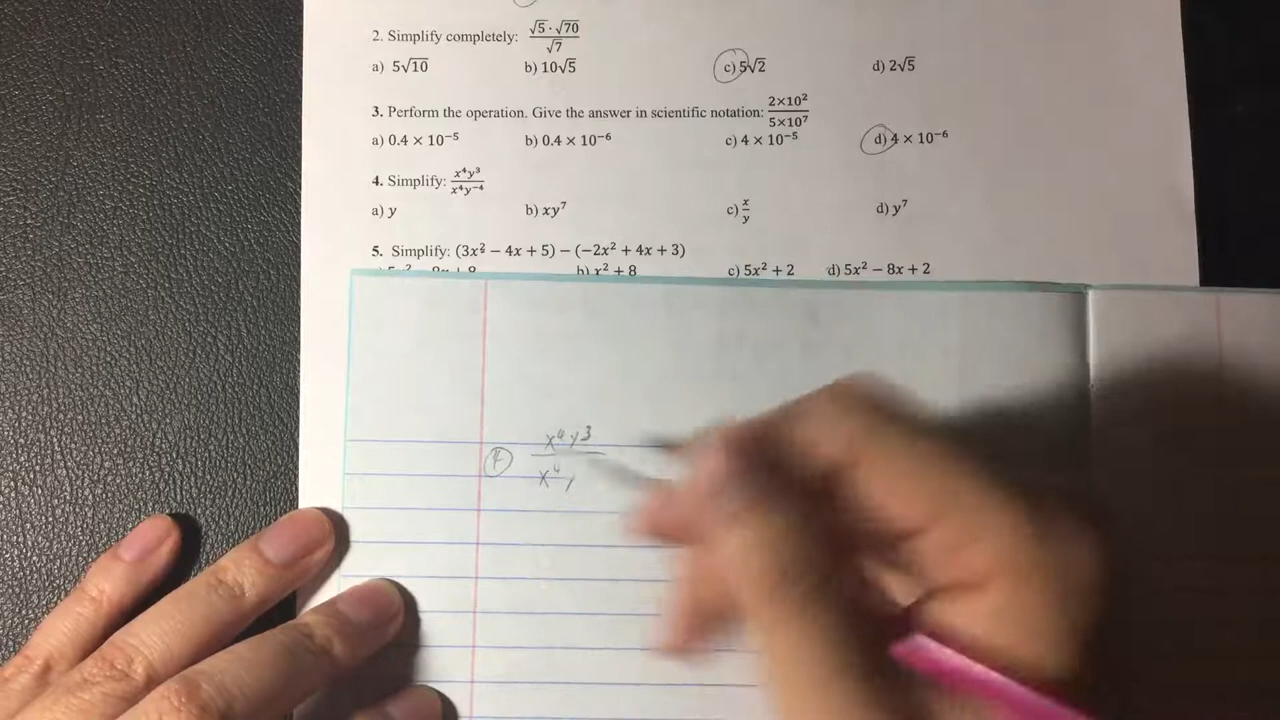 2. Simplify completely: √5·√70 / √7
a) 5√10 b) 10√5 c) 5√2 d) 2√5
3. Perform the operation. Give the answer in scientific notation: 2×10² / 5×10⁷
a) 0.4 × 10⁻⁵ b) 0.4 × 10⁻⁶ c) 4 × 10⁻⁵ d) 4 × 10⁻⁶
4. Simplify: x⁴y³ / x⁴y⁻⁴
a) y b) xy⁷ c) x/y d) y⁷
5. Simplify: (3x² − 4x + 5) − (−2x² + 4x + 3)
b) x² + 8 c) 5x² + 2 d) 5x² − 8x + 2
4 x⁴y³ / x⁴y